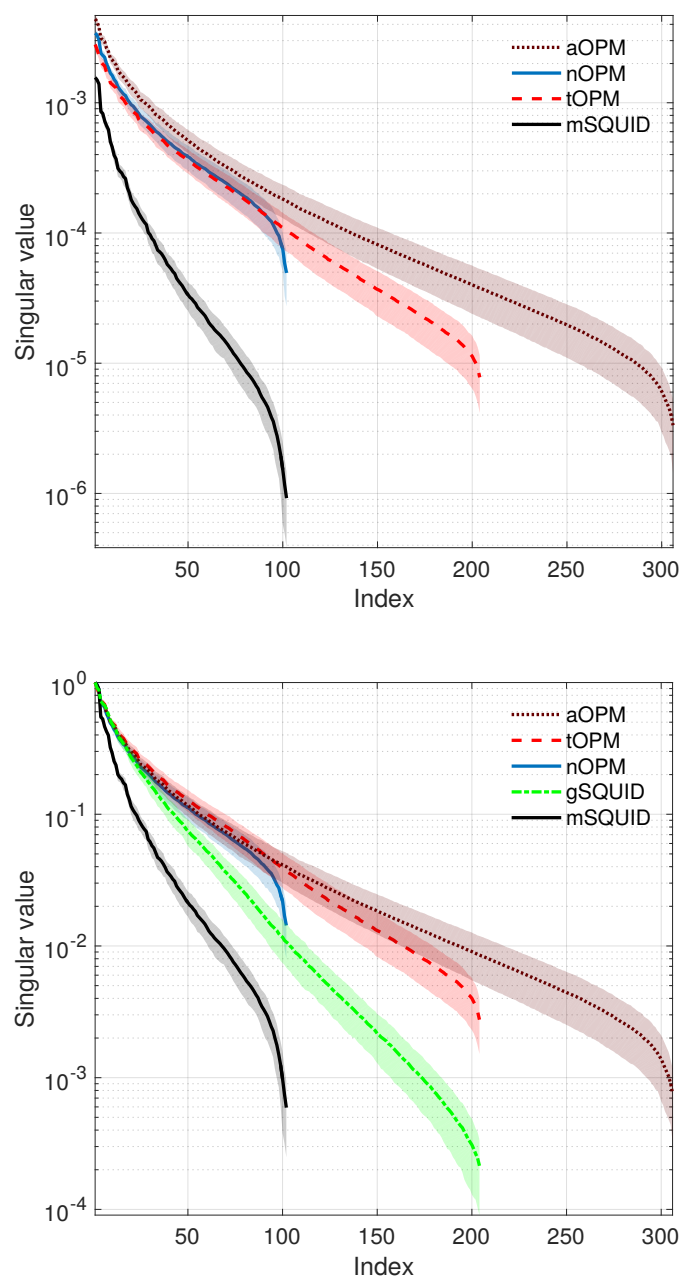 aOPM
nOPM
tOPM
mSQUID
10^-3
10^-4
10^-5
10^-6
Singular value
50 100 150 200 250 300
Index
10^0
10^-1
10^-2
10^-3
10^-4
aOPM
tOPM
nOPM
gSQUID
mSQUID
Singular value
50 100 150 200 250 300
Index